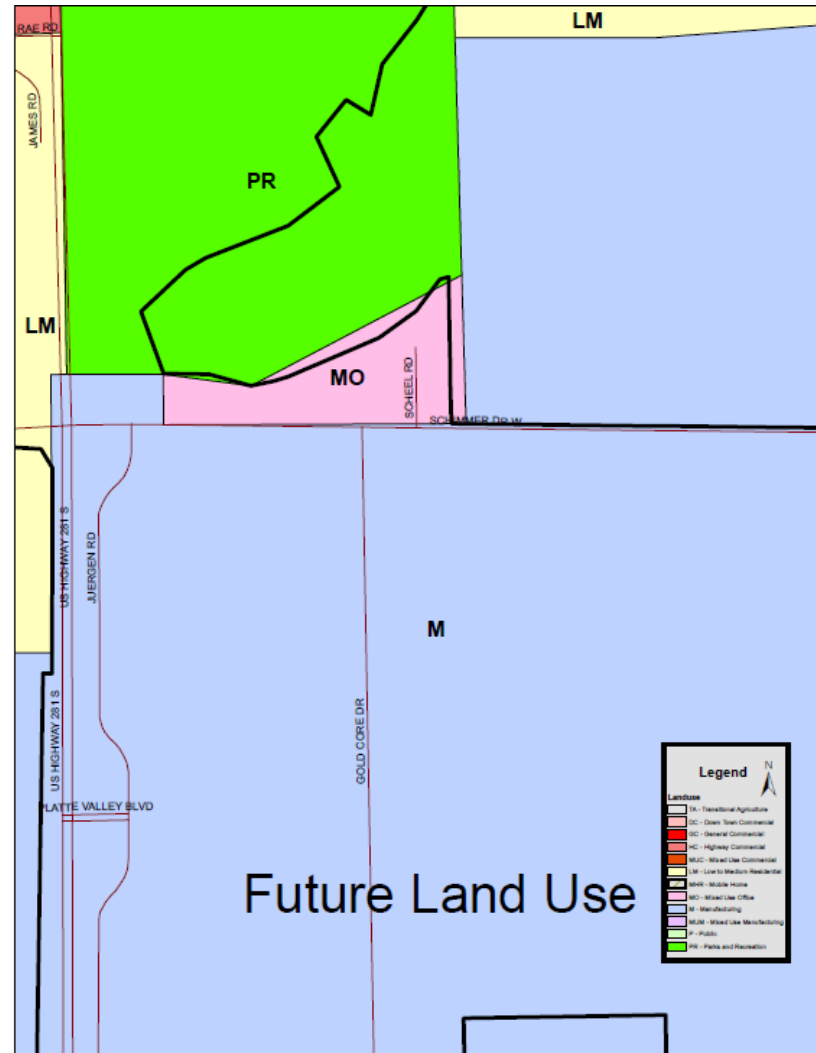 LM
RAE RD
JAMES RD
PR
LM
MO
SCHEEL RD
SCHIMMER DR W
US HIGHWAY 281 S
JUERGEN RD
M
US HIGHWAY 281 S
GOLD CORE DR
PLATTE VALLEY BLVD
Future Land Use
Legend
N
Landuse
TA - Transitional Agriculture
DC - Down Town Commercial
GC - General Commercial
HC - Highway Commercial
MUC - Mixed Use Commercial
LM - Low to Medium Residential
MHR - Mobile Home
MO - Mixed Use Office
M - Manufacturing
MUM - Mixed Use Manufacturing
P - Public
PR - Parks and Recreation